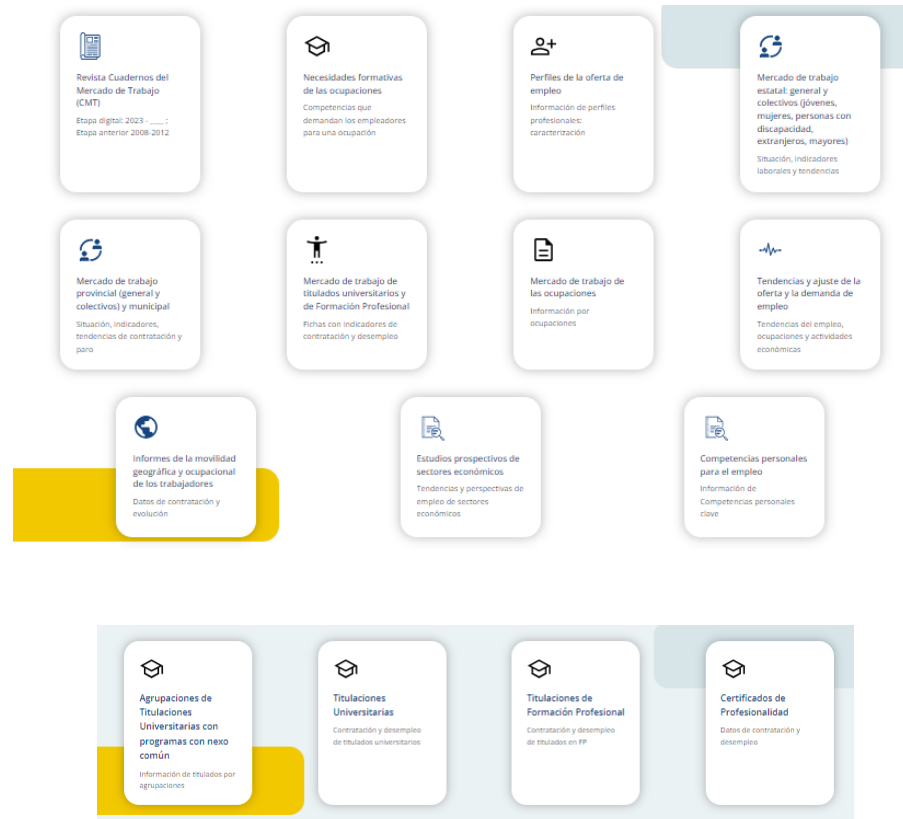 Revista Cuadernos del
Mercado de Trabajo
(CMT)
Etapa digital: 2023 - ___ ;
Etapa anterior 2008-2012
Necesidades formativas
de las ocupaciones
Competencias que
demandan los empleadores
para una ocupación
Perfiles de la oferta de
empleo
Información de perfiles
profesionales:
caracterización
Mercado de trabajo
estatal: general y
colectivos (jóvenes,
mujeres, personas con
discapacidad,
extranjeros, mayores)
Situación, indicadores
laborales y tendencias
Mercado de trabajo
provincial (general y
colectivos) y municipal
Situación, indicadores,
tendencias de contratación y
paro
Mercado de trabajo de
titulados universitarios y
de Formación Profesional
Fichas con indicadores de
contratación y desempleo
Mercado de trabajo de
las ocupaciones
Información por
ocupaciones
Tendencias y ajuste de la
oferta y la demanda de
empleo
Tendencias del empleo,
ocupaciones y actividades
económicas
Informes de la movilidad
geográfica y ocupacional
de los trabajadores
Datos de contratación y
evolución
Estudios prospectivos de
sectores económicos
Tendencias y perspectivas de
empleo de sectores
económicos
Competencias personales
para el empleo
Información de
Competencias personales
clave
Agrupaciones de
Titulaciones
Universitarias con
programas con nexo
común
Información de titulados por
agrupaciones
Titulaciones
Universitarias
Contratación y desempleo
de titulados universitarios
Titulaciones de
Formación Profesional
Contratación y desempleo
de titulados en FP
Certificados de
Profesionalidad
Datos de contratación y
desempleo